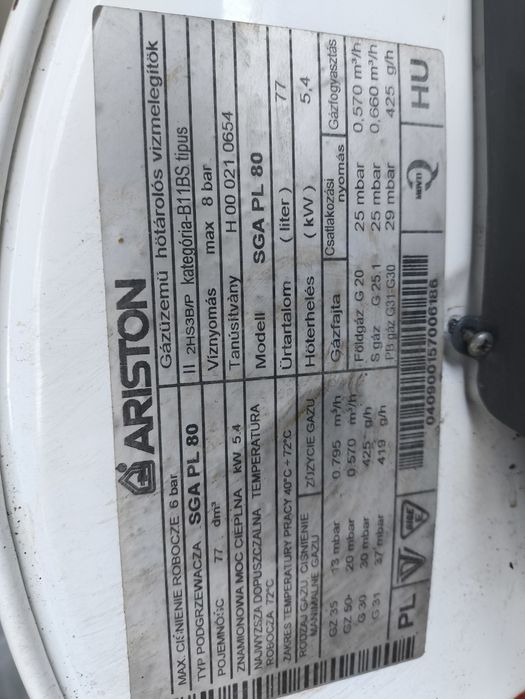 ARISTON
MAX. CIŚNIENIE ROBOCZE 6 bar
TYP PODGRZEWACZA SGA PL 80
POJEMNOŚĆ 77 dm³
ZNAMIONOWA MOC CIEPLNA kW 5.4
NAJWYŻSZA DOPUSZCZALNA TEMPERATURA
ROBOCZA 72°C
ZAKRES TEMPERATURY PRACY 40°C ÷ 72°C
RODZAJ GAZU CIŚNIENIE ZUŻYCIE GAZU
GZ 35 13 mbar 0.795 m³/h
GZ 50 20 mbar 0.570 m³/h
G 30 30 mbar 425 g/h
G 31 37 mbar 419 g/h
PL
Gázüzemű hőtárolós vizmelegítők
II 2HS3B/P kategória-B11BS tipus
Víznyomás max 8 bar
Tanúsítvány H 00 021 0654
Modell SGA PL 80
Űrtartalom (liter) 77
Hőterhelés (kW) 5,4
Gázfajta Csatlakozási nyomás Gázfogyasztás
Földgáz G 20 25 mbar 0,570 m³/h
S gáz G 25.1 25 mbar 0,660 m³/h
PB gáz G31-G30 29 mbar 425 g/h
040900157006186
HU